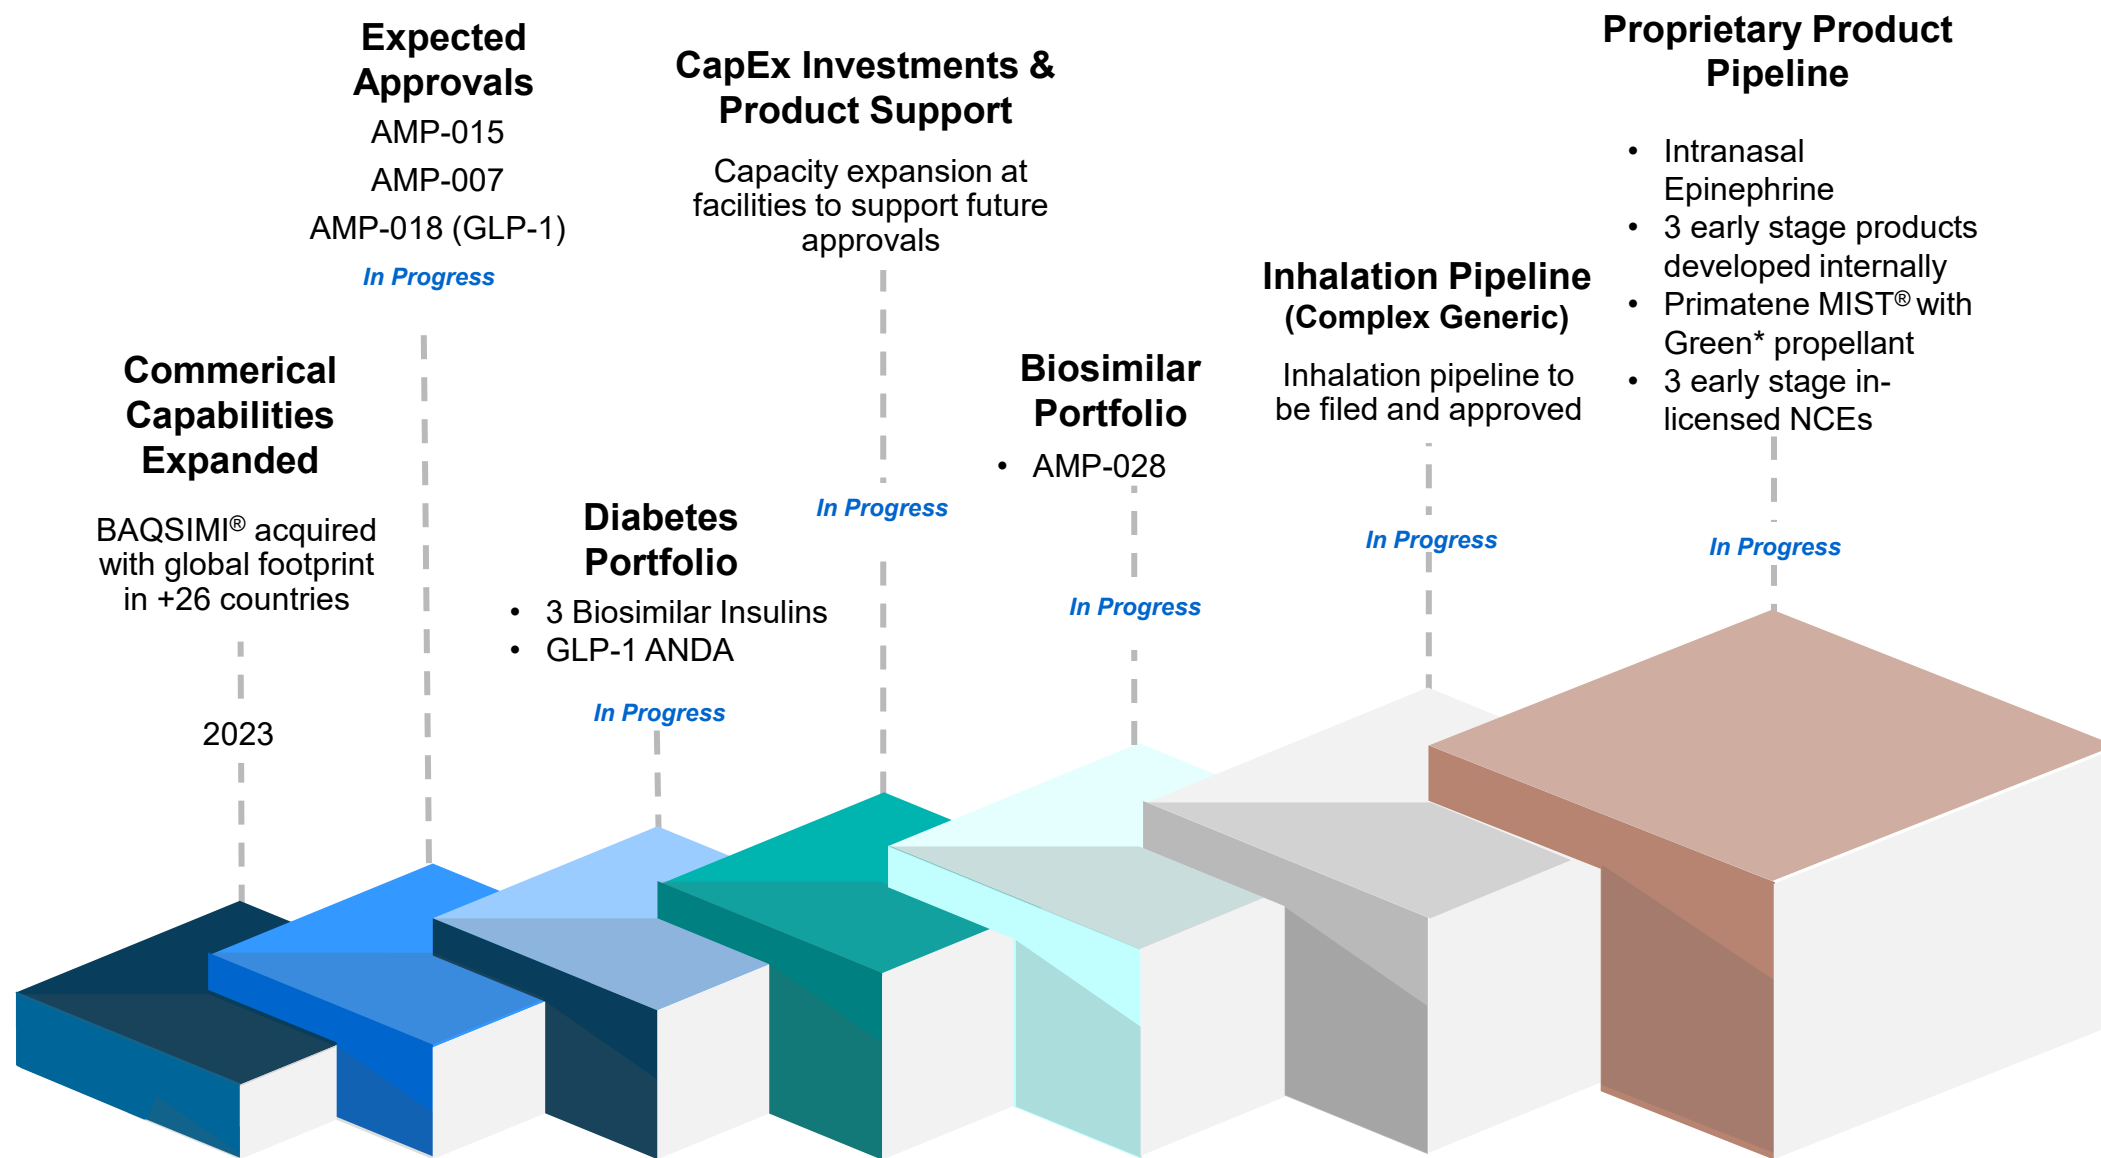 Expected
Approvals
AMP-015
AMP-007
AMP-018 (GLP-1)
In Progress
CapEx Investments &
Product Support
Capacity expansion at
facilities to support future
approvals
In Progress
Proprietary Product
Pipeline
• Intranasal
Epinephrine
• 3 early stage products
developed internally
• Primatene MIST® with
Green* propellant
• 3 early stage in-
licensed NCEs
In Progress
Inhalation Pipeline
(Complex Generic)
Inhalation pipeline to
be filed and approved
In Progress
Commerical
Capabilities
Expanded
BAQSIMI® acquired
with global footprint
in +26 countries
2023
Biosimilar
Portfolio
• AMP-028
In Progress
Diabetes
Portfolio
• 3 Biosimilar Insulins
• GLP-1 ANDA
In Progress